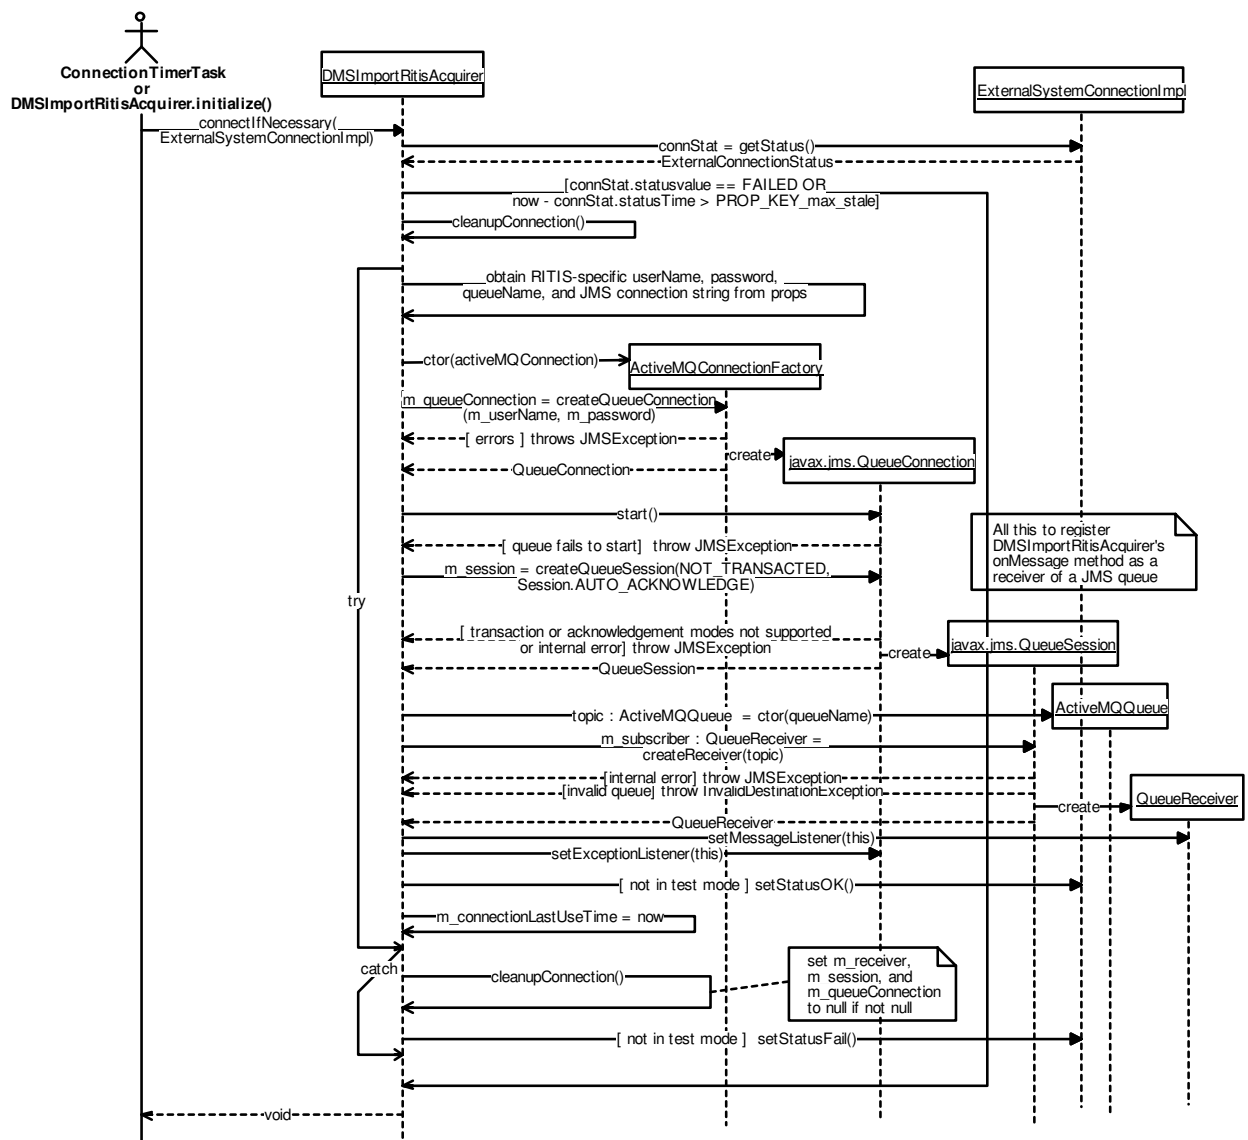 ConnectionTimerTask
or
DMSImportRitisAcquirer.initialize()
DMSImportRitisAcquirer
ExternalSystemConnectionImpl
connectIfNecessary(
ExternalSystemConnectionImpl)
connStat = getStatus()
ExternalConnectionStatus
[connStat.statusvalue == FAILED OR
now - connStat.statusTime > PROP_KEY_max_stale]
cleanupConnection()
obtain RITIS-specific userName, password,
queueName, and JMS connection string from props
ctor(activeMQConnection)
ActiveMQConnectionFactory
m_queueConnection = createQueueConnection
(m_userName, m_password)
[ errors ] throws JMSException
create
javax.jms.QueueConnection
QueueConnection
start()
All this to register
DMSImportRitisAcquirer's
onMessage method as a
receiver of a JMS queue
[ queue fails to start]  throw JMSException
m_session = createQueueSession(NOT_TRANSACTED,
Session.AUTO_ACKNOWLEDGE)
try
[ transaction or acknowledgement modes not supported
or internal error] throw JMSException
create
javax.jms.QueueSession
QueueSession
topic : ActiveMQQueue  = ctor(queueName)
ActiveMQQueue
m_subscriber : QueueReceiver =
createReceiver(topic)
[internal error] throw JMSException
[invalid queue] throw InvalidDestinationException
create
QueueReceiver
QueueReceiver
setMessageListener(this)
setExceptionListener(this)
[ not in test mode ] setStatusOK()
m_connectionLastUseTime = now
catch
cleanupConnection()
set m_receiver,
m_session, and
m_queueConnection
to null if not null
[ not in test mode ]  setStatusFail()
void